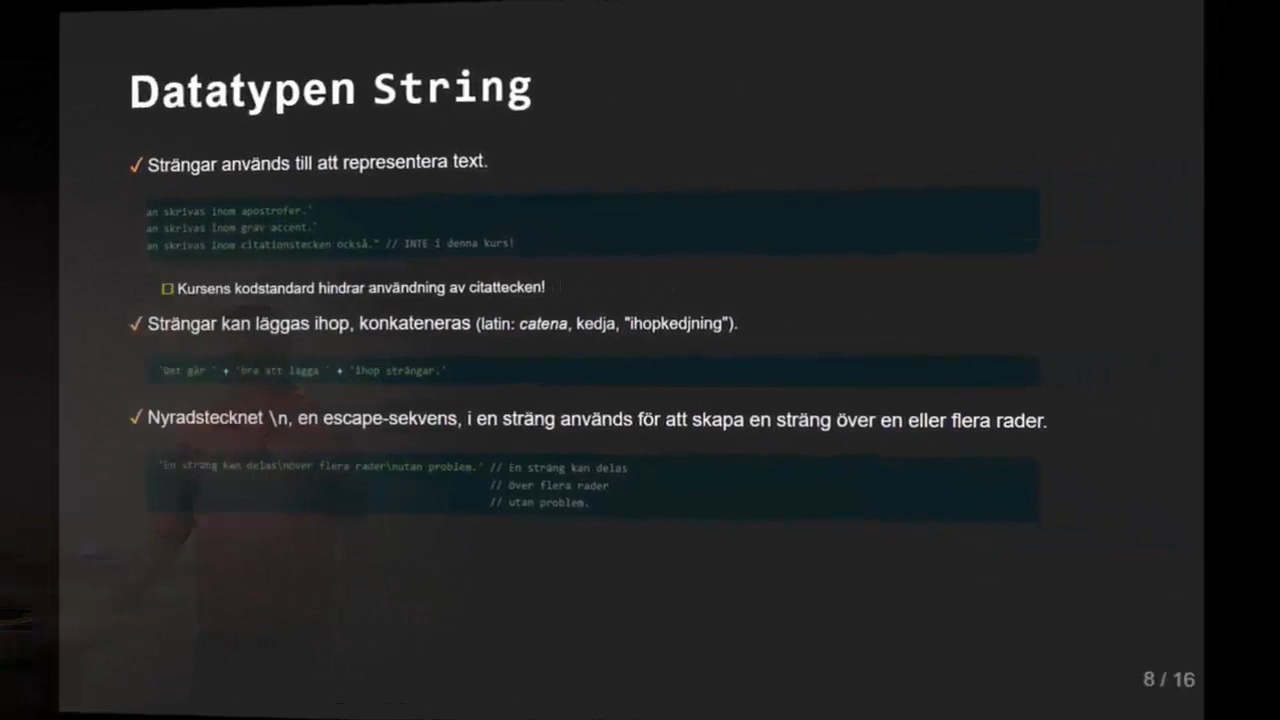 Datatypen String
✓ Strängar används till att representera text.
an skrivas inom apostrofer.'
an skrivas inom grav accent.`
an skrivas inom citationstecken också." // INTE i denna kurs!
Kursens kodstandard hindrar användning av citattecken!
✓ Strängar kan läggas ihop, konkateneras (latin: catena, kedja, "ihopkedjning").
'Det går ' + 'bra att lägga ' + 'ihop strängar.'
✓ Nyradstecknet \n, en escape-sekvens, i en sträng används för att skapa en sträng över en eller flera rader.
'En sträng kan delas\növer flera rader\nutan problem.' // En sträng kan delas
// över flera rader
// utan problem.
8 / 16